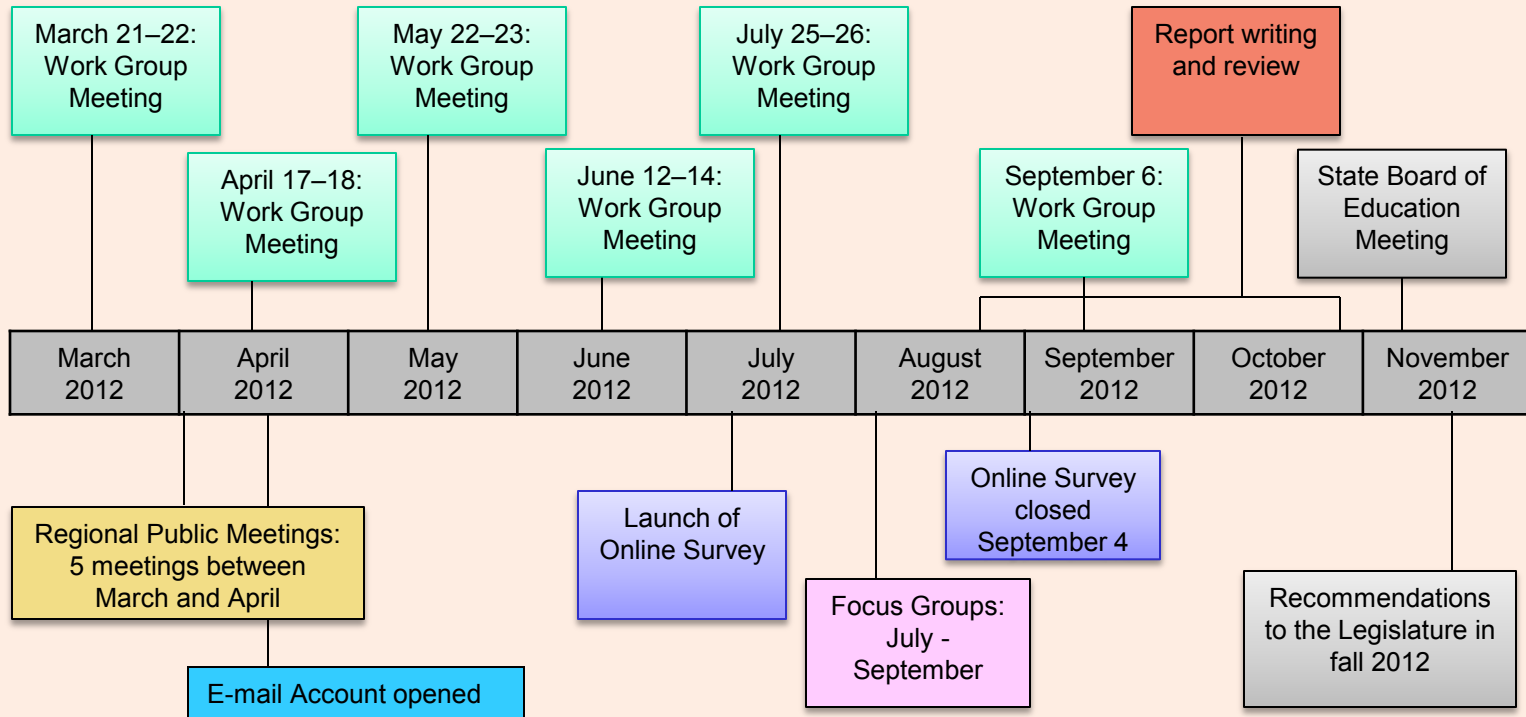 March 21–22:
Work Group
Meeting
May 22–23:
Work Group
Meeting
July 25–26:
Work Group
Meeting
Report writing
and review
April 17–18:
Work Group
Meeting
June 12–14:
Work Group
Meeting
September 6:
Work Group
Meeting
State Board of
Education
Meeting
March
2012
April
2012
May
2012
June
2012
July
2012
August
2012
September
2012
October
2012
November
2012
Regional Public Meetings:
5 meetings between
March and April
Launch of
Online Survey
Online Survey
closed
September 4
Focus Groups:
July -
September
Recommendations
to the Legislature in
fall 2012
E-mail Account opened